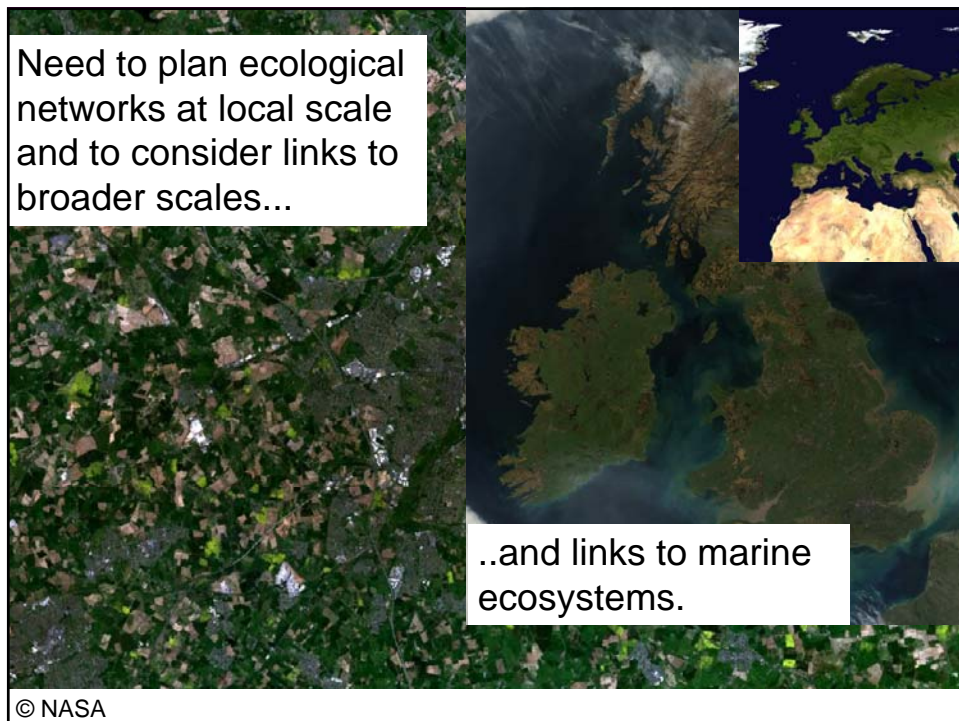 Need to plan ecological
networks at local scale
and to consider links to
broader scales...
..and links to marine
ecosystems.
© NASA